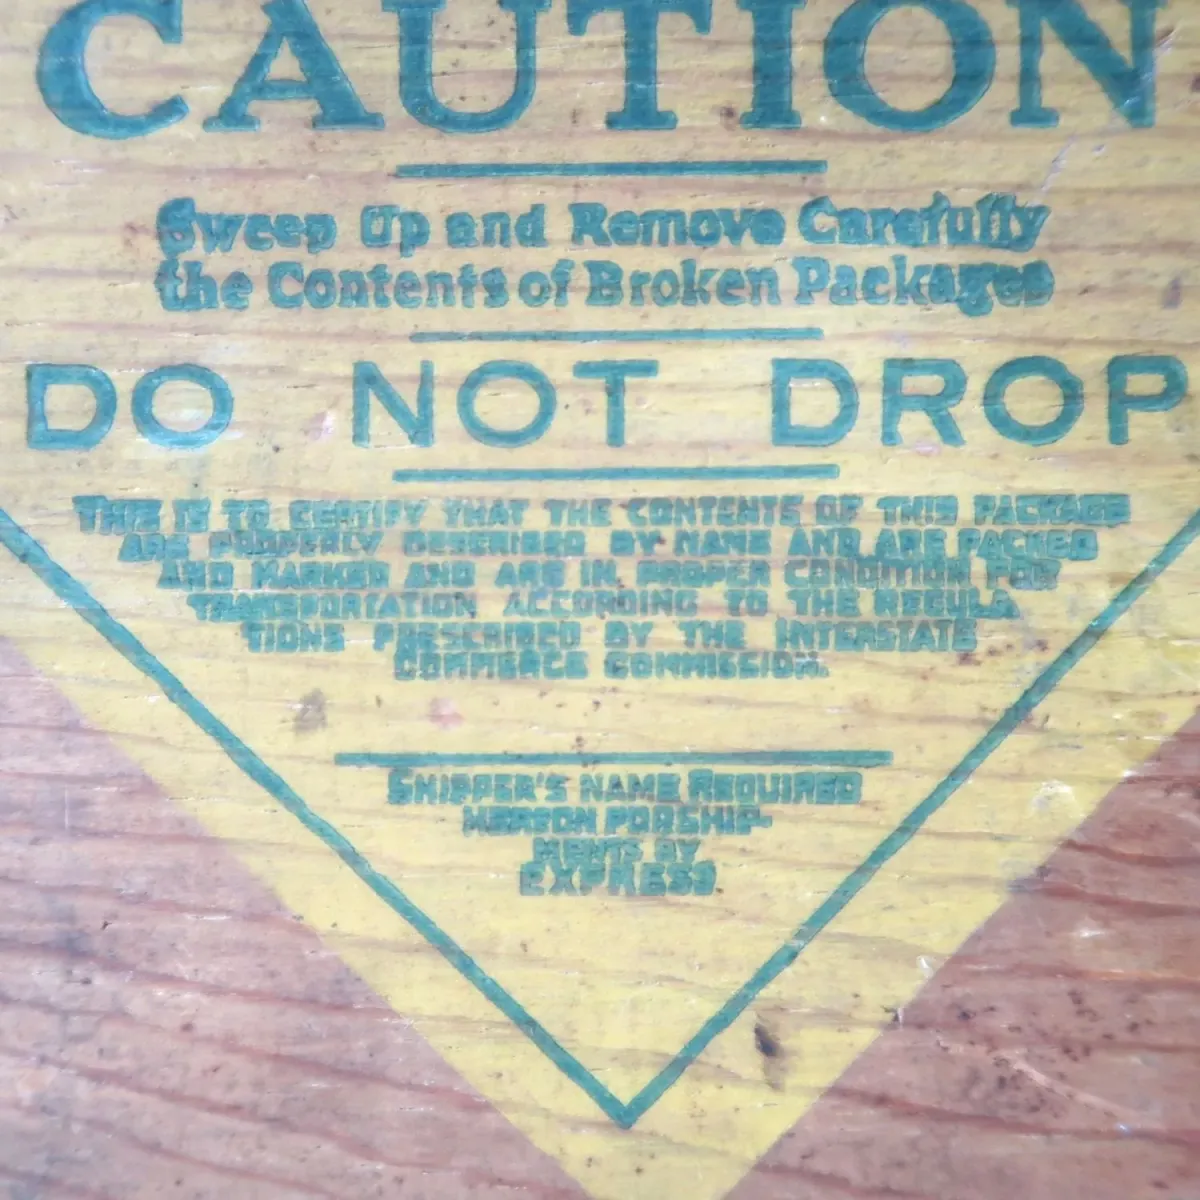 CAUTION
Sweep Up and Remove Carefully
the Contents of Broken Packages
DO NOT DROP
THIS IS TO CERTIFY THAT THE CONTENTS OF THIS PACKAGE
ARE PROPERLY DESCRIBED BY NAME AND ARE PACKED
AND MARKED AND ARE IN PROPER CONDITION FOR
TRANSPORTATION ACCORDING TO THE REGULA
TIONS PRESCRIBED BY THE INTERSTATE
COMMERCE COMMISSION.
SHIPPER'S NAME REQUIRED
HEREON FOR SHIP-
MENTS BY
EXPRESS